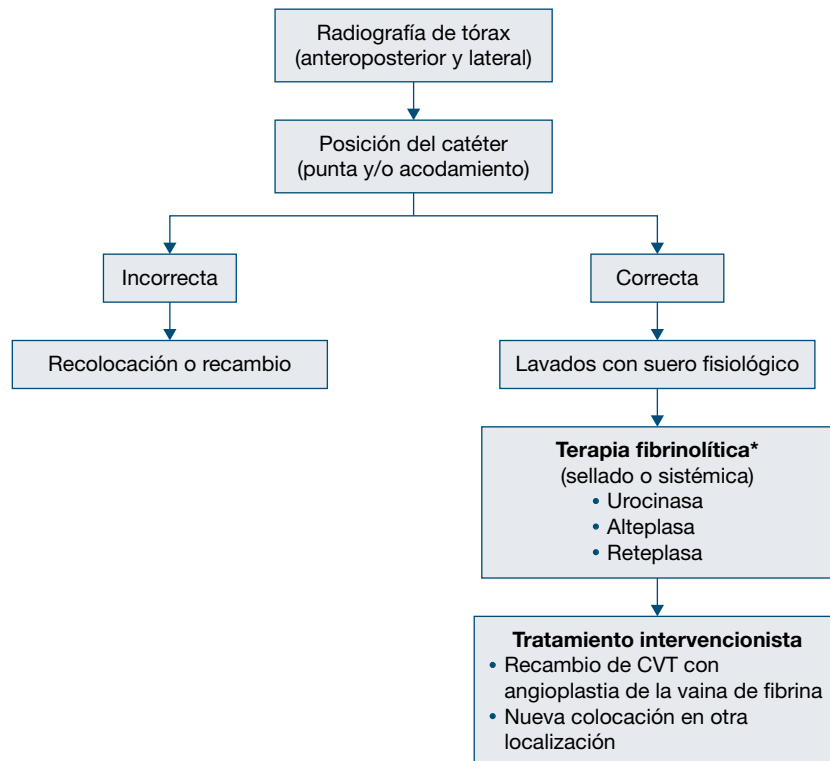 Radiografía de tórax
(anteroposterior y lateral)
Posición del catéter
(punta y/o acodamiento)
Incorrecta
Correcta
Recolocación o recambio
Lavados con suero fisiológico
Terapia fibrinolítica*
(sellado o sistémica)
• Urocinasa
• Alteplasa
• Reteplasa
Tratamiento intervencionista
• Recambio de CVT con
angioplastia de la vaina de fibrina
• Nueva colocación en otra
localización